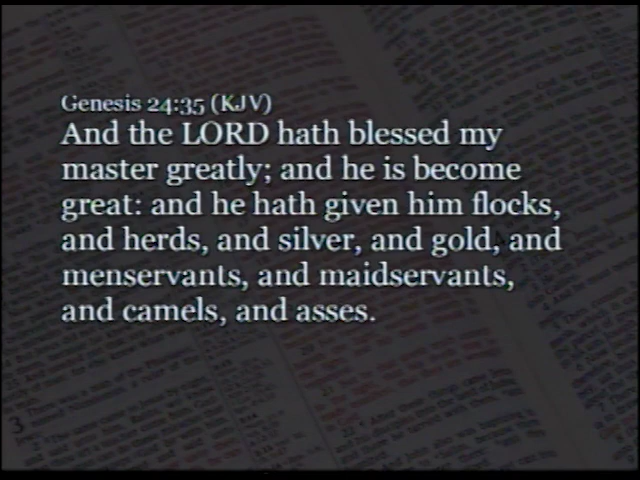 Genesis 24:35 (KJV)
And the LORD hath blessed my
master greatly; and he is become
great: and he hath given him flocks,
and herds, and silver, and gold, and
menservants, and maidservants,
and camels, and asses.